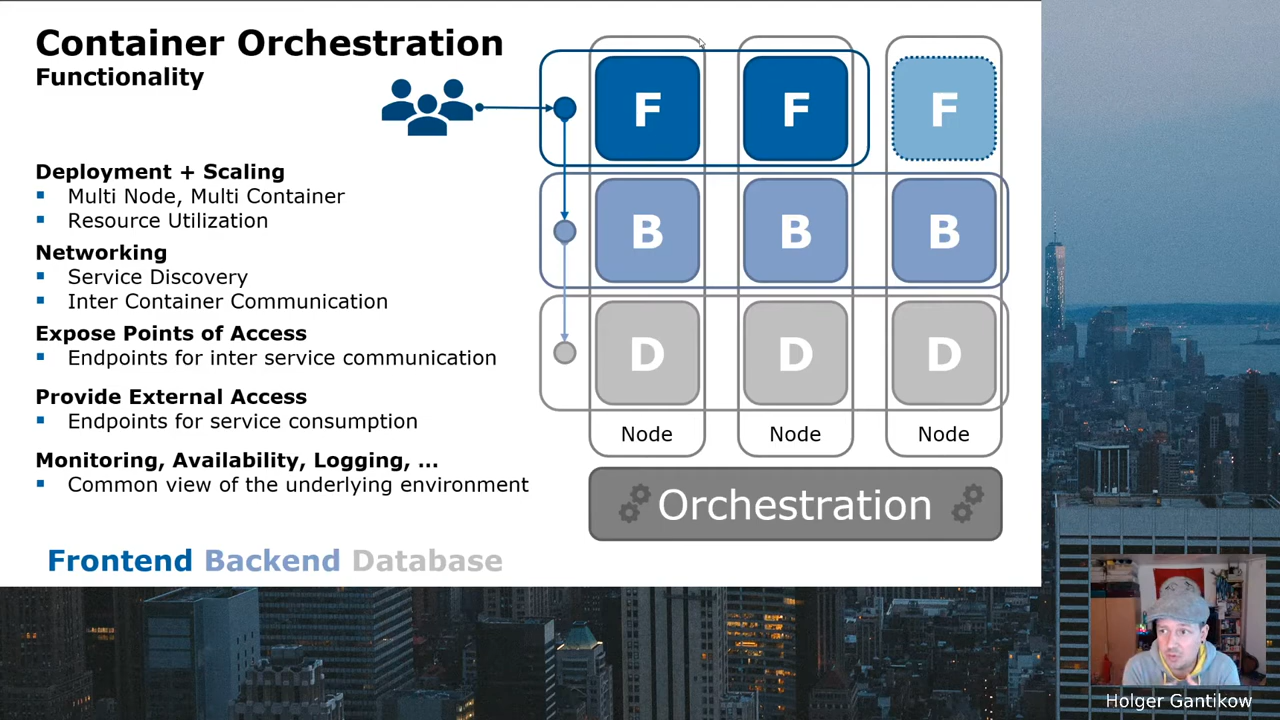 Container Orchestration
Functionality
Deployment + Scaling
Multi Node, Multi Container
Resource Utilization
Networking
Service Discovery
Inter Container Communication
Expose Points of Access
Endpoints for inter service communication
Provide External Access
Endpoints for service consumption
Monitoring, Availability, Logging, ...
Common view of the underlying environment
Frontend Backend Database
F F F
B B B
D D D
Node Node Node
Orchestration
Holger Gantikow